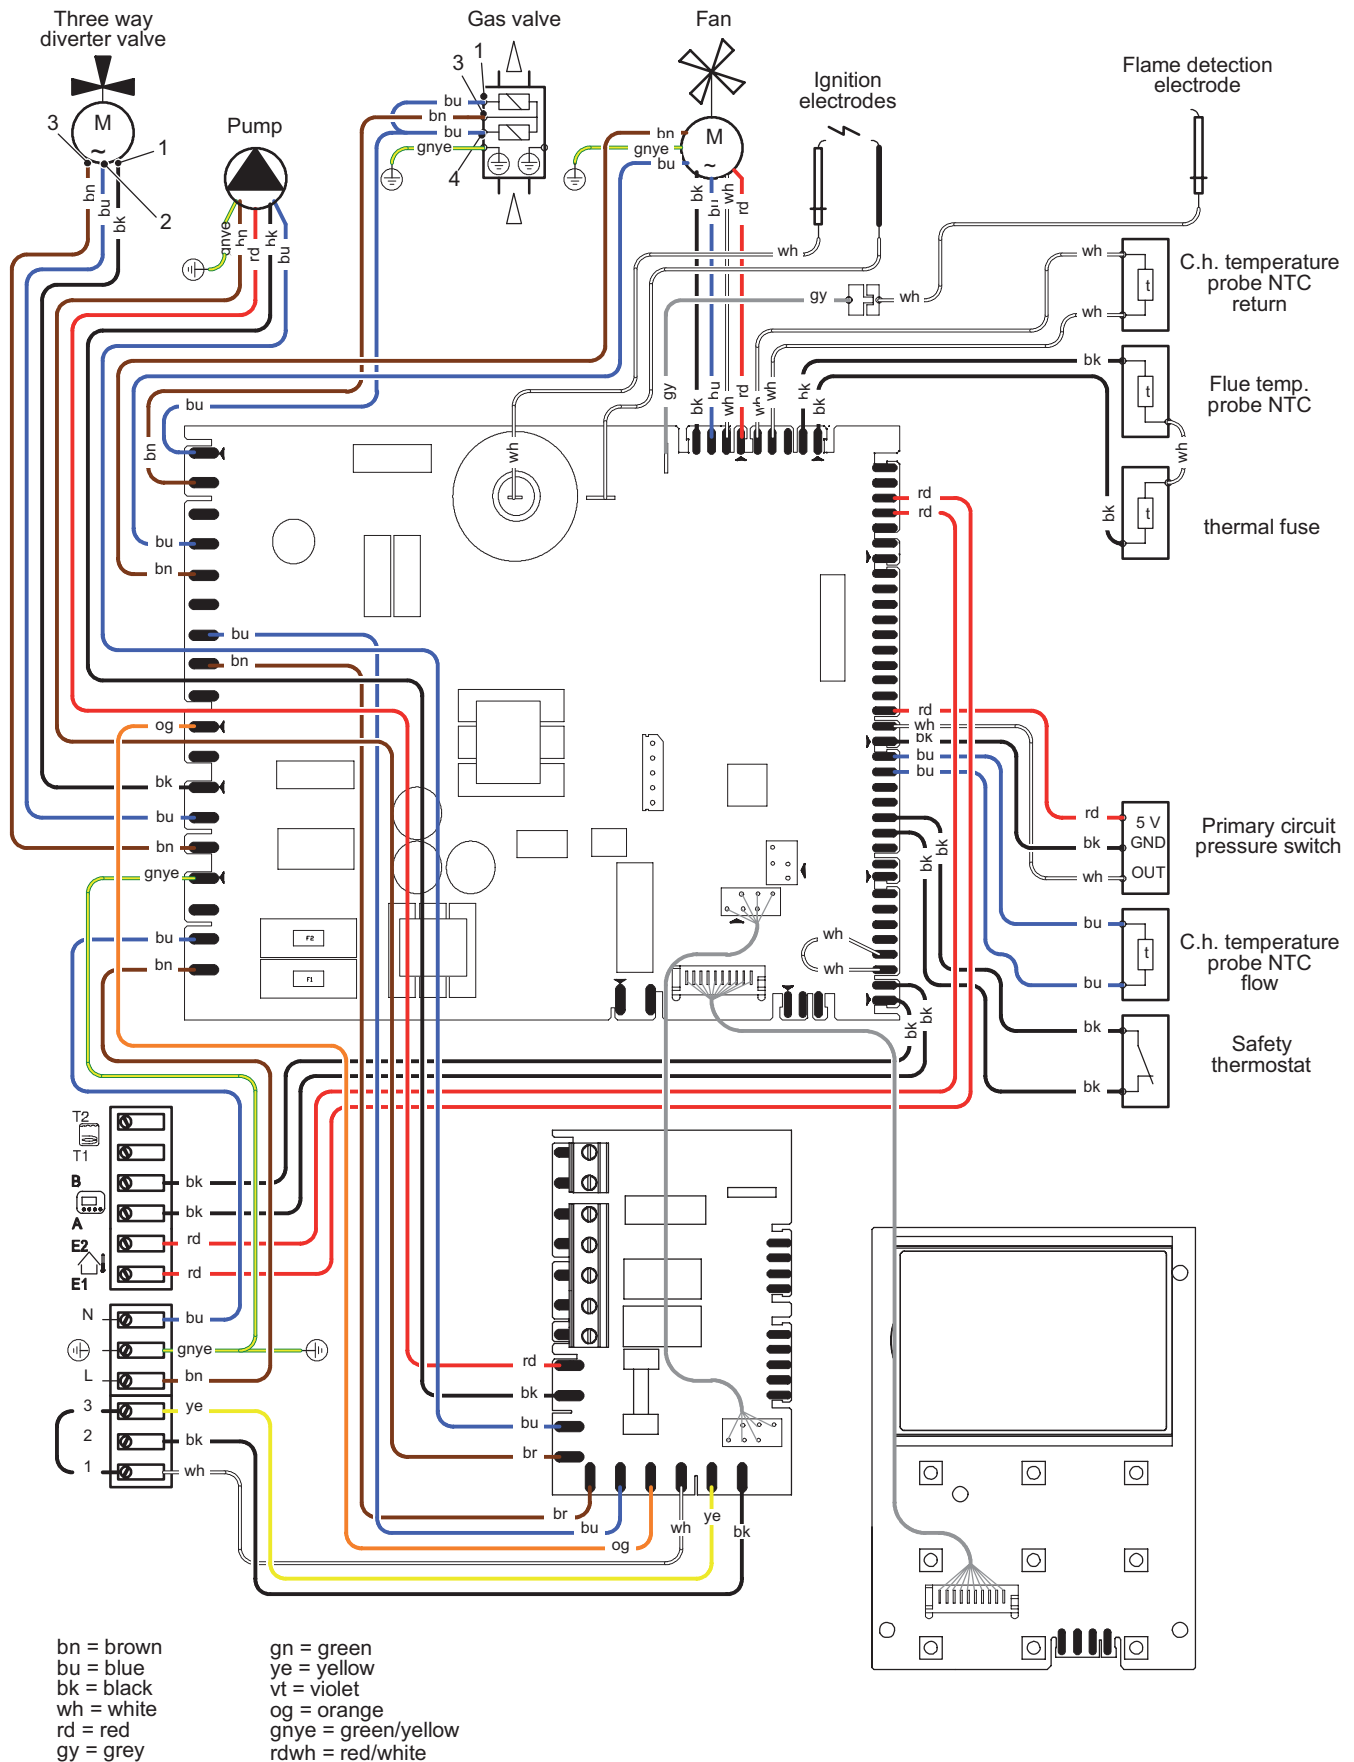 Three way
diverter valve
Gas valve
Fan
Ignition
electrodes
Flame detection
electrode
Pump
M
~
3
1
2
bn
bu
bk
gnye
bn
rd
bk
bu
1
3
4
bu
bn
bu
gnye
M
~
bn
gnye
bu
bk
bu
wh
rd
wh
wh
gy
wh
wh
wh
C.h. temperature
probe NTC
return
t
bk
Flue temp.
probe NTC
t
wh
bk
thermal fuse
t
bu
bn
wh
gy
bk
bu
wh
rd
wh
wh
bk
bk
rd
rd
bu
bn
bu
bn
og
bk
bu
bn
gnye
bu
bn
F2
F1
rd
wh
bk
bu
bu
bk
bk
wh
wh
bk
bk
rd
bk
wh
5 V
GND
OUT
Primary circuit
pressure switch
bu
bu
t
C.h. temperature
probe NTC
flow
bk
bk
Safety
thermostat
T2
T1
B
A
E2
E1
bk
bk
rd
rd
N
L
3
2
1
bu
gnye
bn
ye
bk
wh
rd
bk
bu
br
br
bu
og
wh
ye
bk
bn = brown
bu = blue
bk = black
wh = white
rd = red
gy = grey
gn = green
ye = yellow
vt = violet
og = orange
gnye = green/yellow
rdwh = red/white